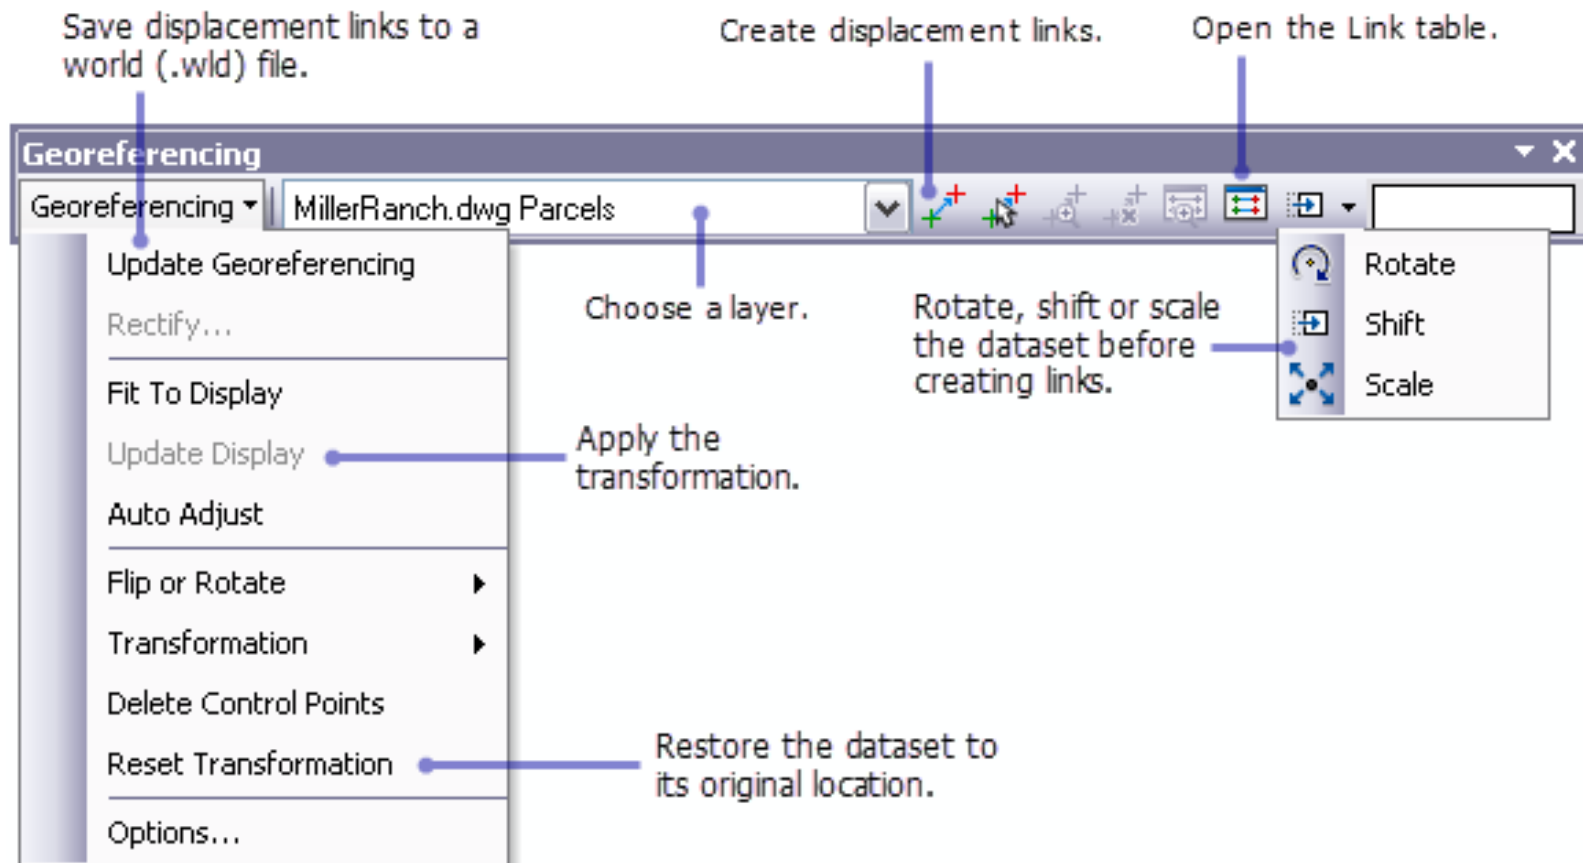 Save displacement links to a
world (.wld) file.
Create displacement links.
Open the Link table.
Georeferencing
Georeferencing
MillerRanch.dwg Parcels
Update Georeferencing
Rectify...
Fit To Display
Update Display
Auto Adjust
Flip or Rotate
Transformation
Delete Control Points
Reset Transformation
Options...
Choose a layer.
Rotate, shift or scale
the dataset before
creating links.
Rotate
Shift
Scale
Apply the
transformation.
Restore the dataset to
its original location.